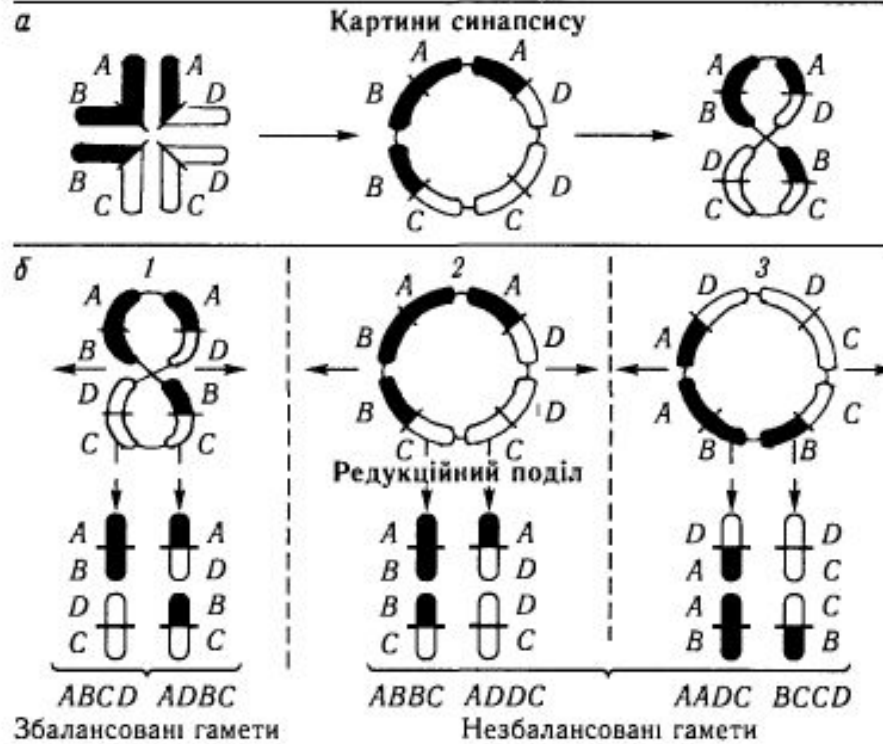 а Картини синапсису
A A A A A A
B D B D B D
B D B D D B
C C C C C C
б 1 2 3
A A A A D D
B D B D A C
D B B D A C
C C C C B B
Редукційний поділ
A A A A D D
B D B D A C
D B B D A C
C C C C B B
ABCD ADBC ABBC ADDC AADC BCCD
Збалансовані гамети Незбалансовані гамети